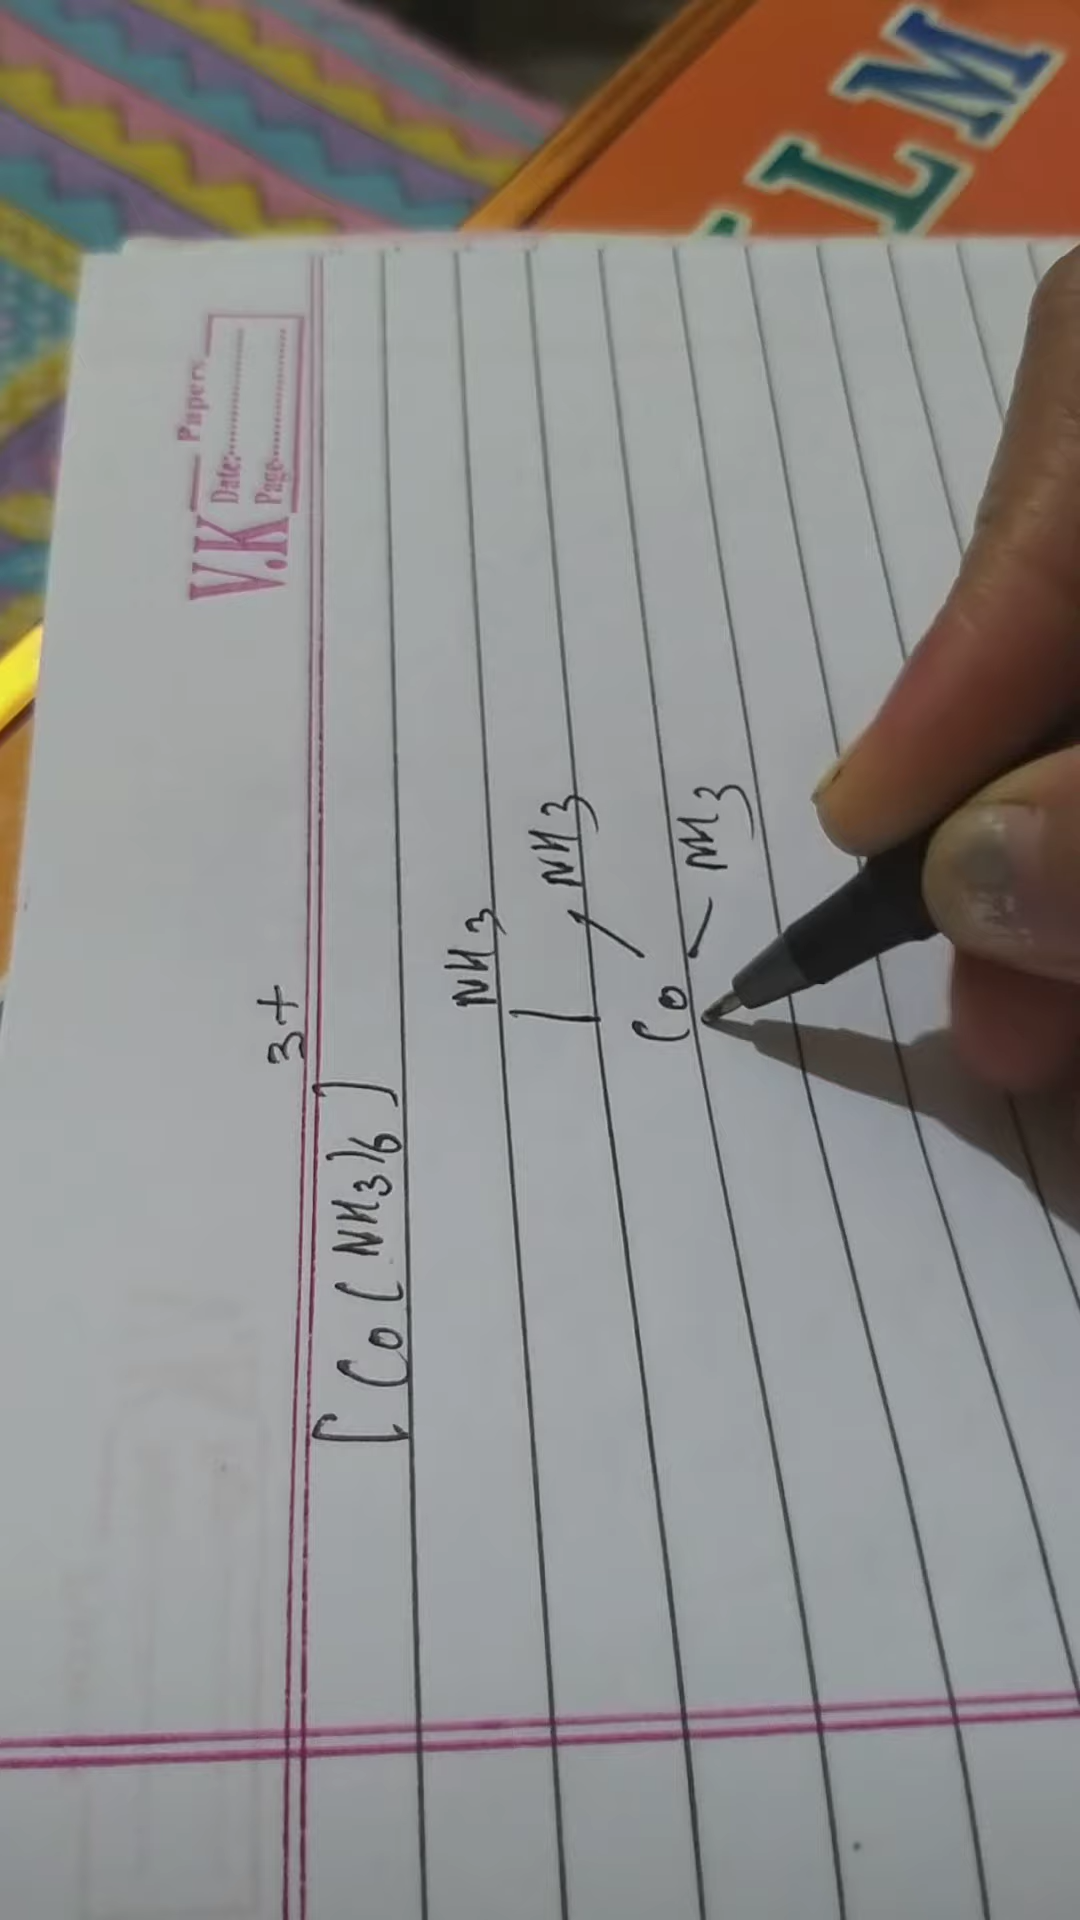 LM
V.K Papers
Date:
Page
[Co(NH3)6]3+
NH3
NH3
Co
NH3